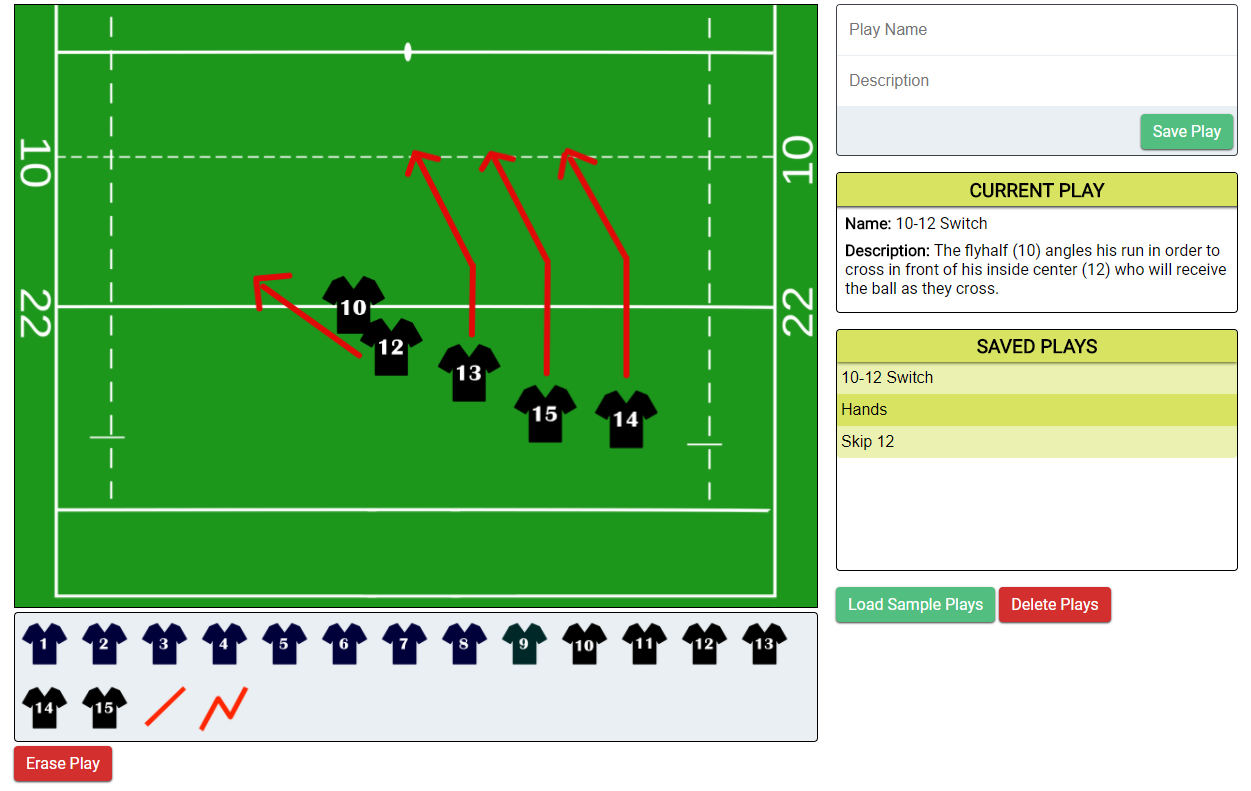 10
10
22
22
10
12
13
15
14
1 2 3 4 5 6 7 8 9 10 11 12 13
14 15
Erase Play
Play Name
Description
Save Play
CURRENT PLAY
Name: 10-12 Switch
Description: The flyhalf (10) angles his run in order to
cross in front of his inside center (12) who will receive
the ball as they cross.
SAVED PLAYS
10-12 Switch
Hands
Skip 12
Load Sample Plays
Delete Plays